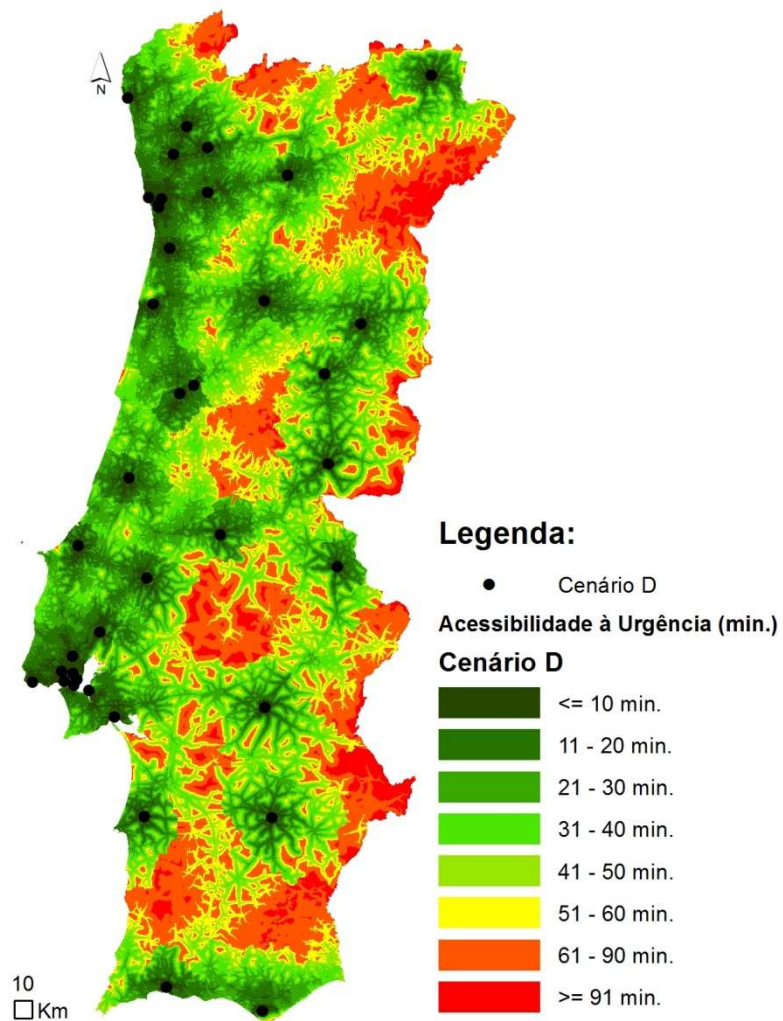 N
Legenda:
Cenário D
Acessibilidade à Urgência (min.)
Cenário D
<= 10 min.
11 - 20 min.
21 - 30 min.
31 - 40 min.
41 - 50 min.
51 - 60 min.
61 - 90 min.
>= 91 min.
10
Km